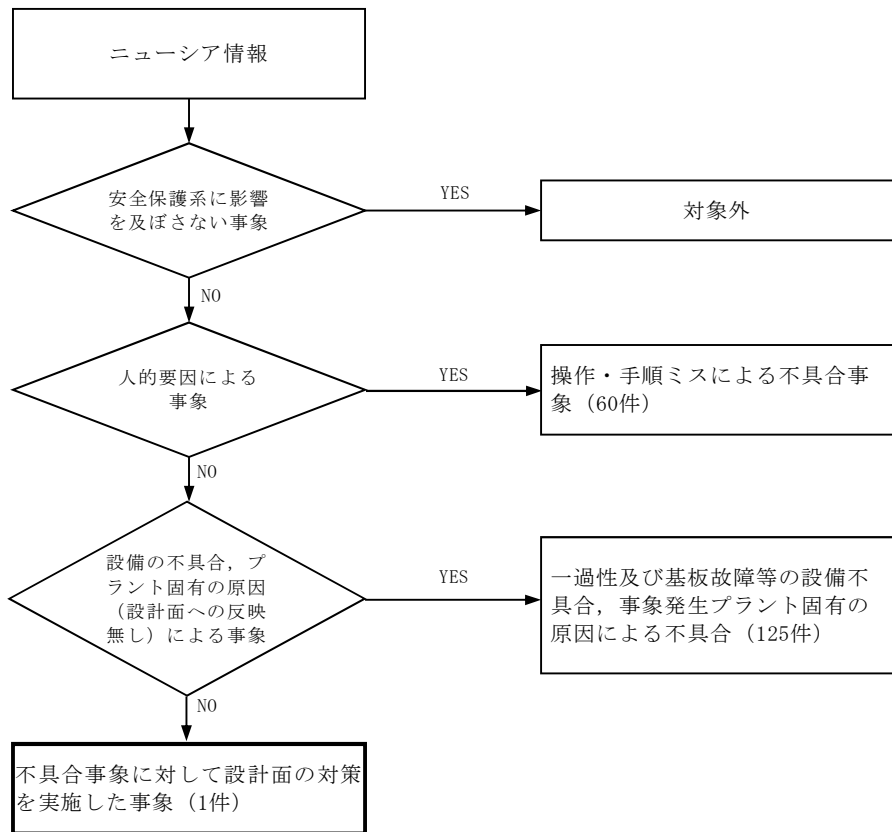 ニューシア情報
安全保護系に影響
を及ぼさない事象
YES
対象外
NO
人的要因による
事象
YES
操作・手順ミスによる不具合事
象（60件）
NO
設備の不具合，プ
ラント固有の原因
（設計面への反映
無し）による事象
YES
一過性及び基板故障等の設備不
具合，事象発生プラント固有の
原因による不具合（125件）
NO
不具合事象に対して設計面の対策
を実施した事象（1件）